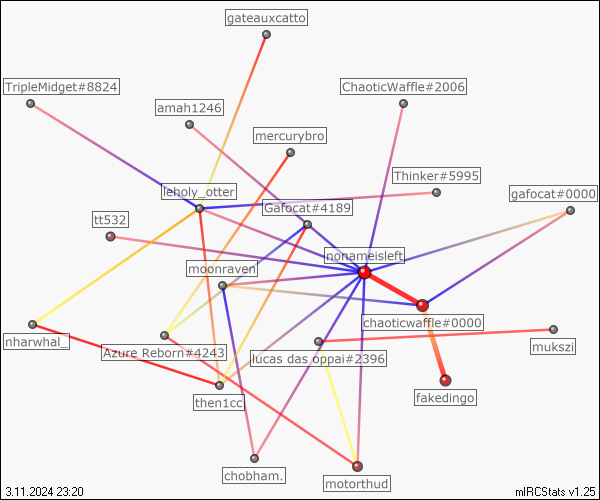 gateauxcatto
TripleMidget#8824
ChaoticWaffle#2006
amah1246
mercurybro
Thinker#5995
leholy_otter
gafocat#0000
Gafocat#4189
tt532
nonameisleft
moonraven
chaoticwaffle#0000
nharwhal_
Azure Reborn#4243
lucas das oppai#2396
mukszi
then1cc
fakedingo
chobham.
motorthud
3.11.2024 23:20
mIRCStats v1.25